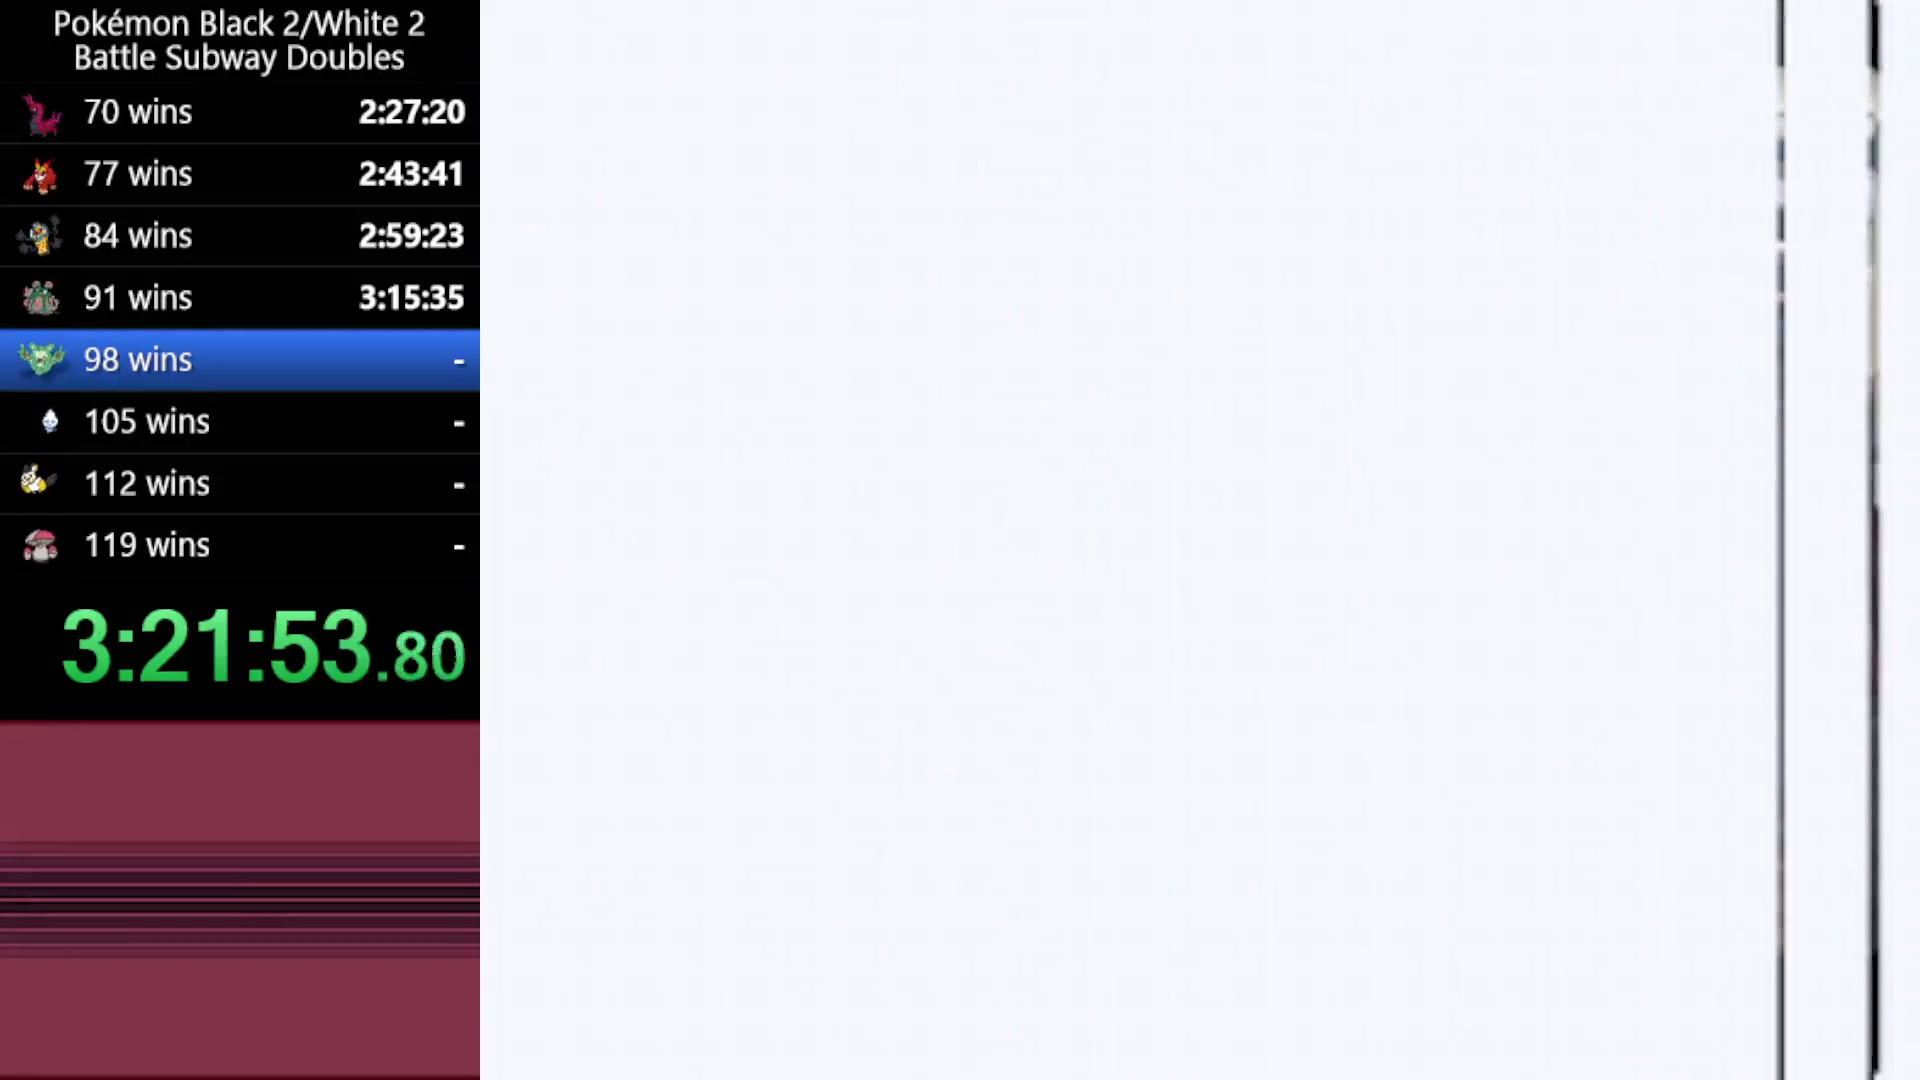 Pokémon Black 2/White 2
Battle Subway Doubles
70 wins 2:27:20
77 wins 2:43:41
84 wins 2:59:23
91 wins 3:15:35
98 wins -
105 wins -
112 wins -
119 wins -
3:21:53.80